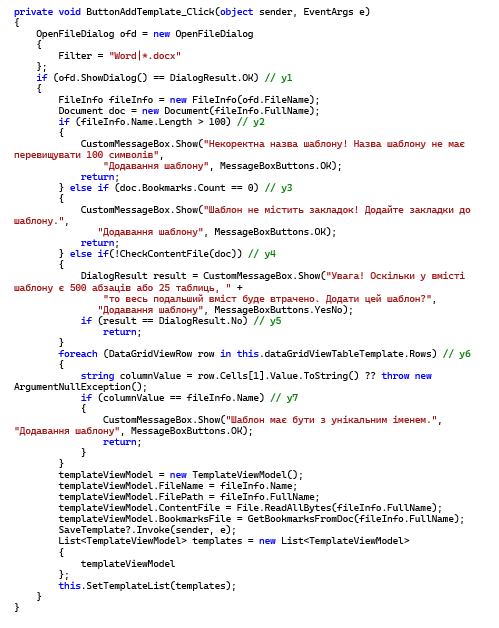 private void ButtonAddTemplate_Click(object sender, EventArgs e)
{
    OpenFileDialog ofd = new OpenFileDialog
    {
        Filter = "Word|*.docx"
    };
    if (ofd.ShowDialog() == DialogResult.OK) // y1
    {
        FileInfo fileInfo = new FileInfo(ofd.FileName);
        Document doc = new Document(fileInfo.FullName);
        if (fileInfo.Name.Length > 100) // y2
        {
            CustomMessageBox.Show("Некоректна назва шаблону! Назва шаблону не має
перевищувати 100 символів",
                "Додавання шаблону", MessageBoxButtons.OK);
            return;
        } else if (doc.Bookmarks.Count == 0) // y3
        {
            CustomMessageBox.Show("Шаблон не містить закладок! Додайте закладки до
шаблону.",
               "Додавання шаблону", MessageBoxButtons.OK);
            return;
        } else if(!CheckContentFile(doc)) // y4
        {
            DialogResult result = CustomMessageBox.Show("Увага! Оскільки у вмісті
шаблону є 500 абзаців або 25 таблиць, " +
                "то весь подальший вміст буде втрачено. Додати цей шаблон?",
               "Додавання шаблону", MessageBoxButtons.YesNo);
            if (result == DialogResult.No) // y5
                return;
        }
        foreach (DataGridViewRow row in this.dataGridViewTableTemplate.Rows) // y6
        {
            string columnValue = row.Cells[1].Value.ToString() ?? throw new
ArgumentNullException();
            if (columnValue == fileInfo.Name) // y7
            {
                CustomMessageBox.Show("Шаблон має бути з унікальним іменем.",
"Додавання шаблону", MessageBoxButtons.OK);
                return;
            }
        }
        templateViewModel = new TemplateViewModel();
        templateViewModel.FileName = fileInfo.Name;
        templateViewModel.FilePath = fileInfo.FullName;
        templateViewModel.ContentFile = File.ReadAllBytes(fileInfo.FullName);
        templateViewModel.BookmarksFile = GetBookmarksFromDoc(fileInfo.FullName);
        SaveTemplate?.Invoke(sender, e);
        List<TemplateViewModel> templates = new List<TemplateViewModel>
        {
            templateViewModel
        };
        this.SetTemplateList(templates);
    }
}